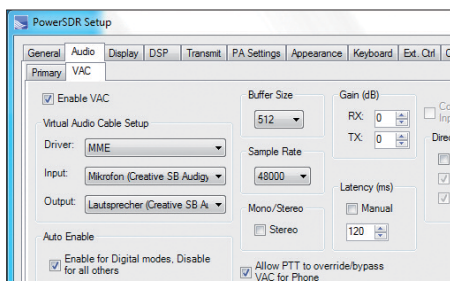 PowerSDR Setup
General Audio Display DSP Transmit PA Settings Appearance Keyboard Ext. Ctrl
Primary VAC
Enable VAC
Buffer Size
512
Gain (dB)
RX: 0
TX: 0
Virtual Audio Cable Setup
Driver: MME
Input: Mikrofon (Creative SB Audigy
Output: Lautsprecher (Creative SB Au
Sample Rate
48000
Mono/Stereo
Stereo
Latency (ms)
Manual
120
Auto Enable
Enable for Digital modes, Disable
for all others
Allow PTT to override/bypass
VAC for Phone